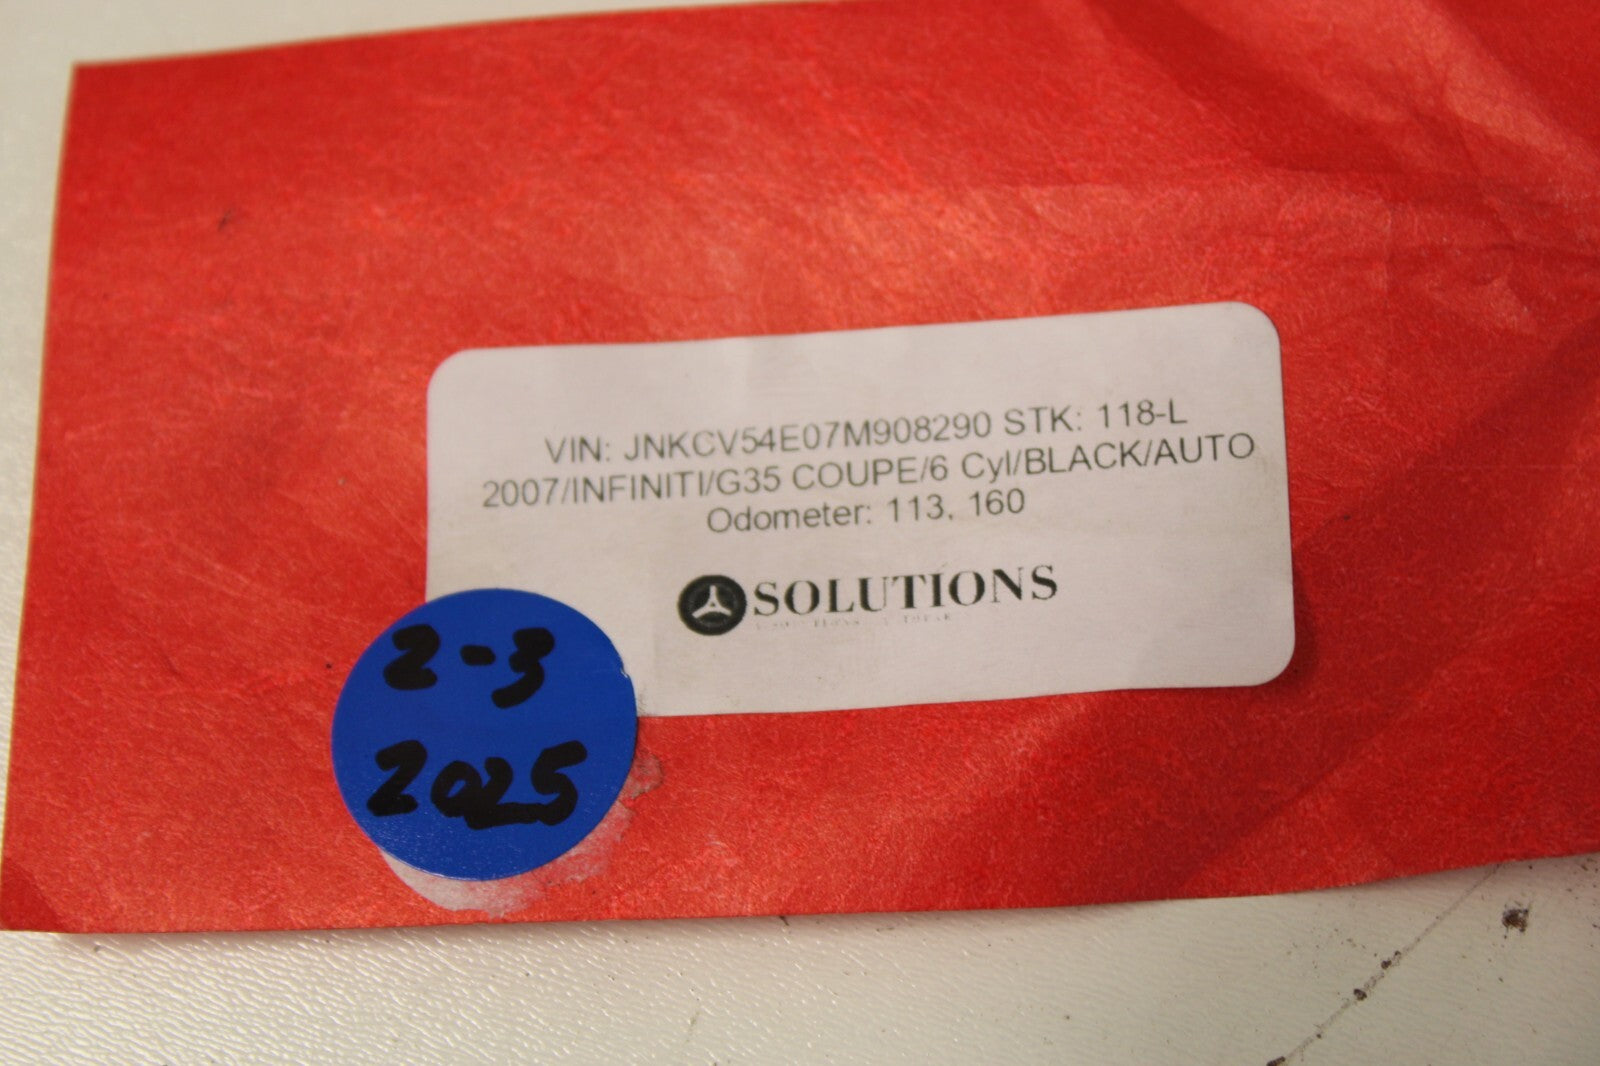 VIN: JNKCV54E07M908290 STK: 118-L
2007/INFINITI/G35 COUPE/6 Cyl/BLACK/AUTO
Odometer: 113, 160
SOLUTIONS
2-3
2025